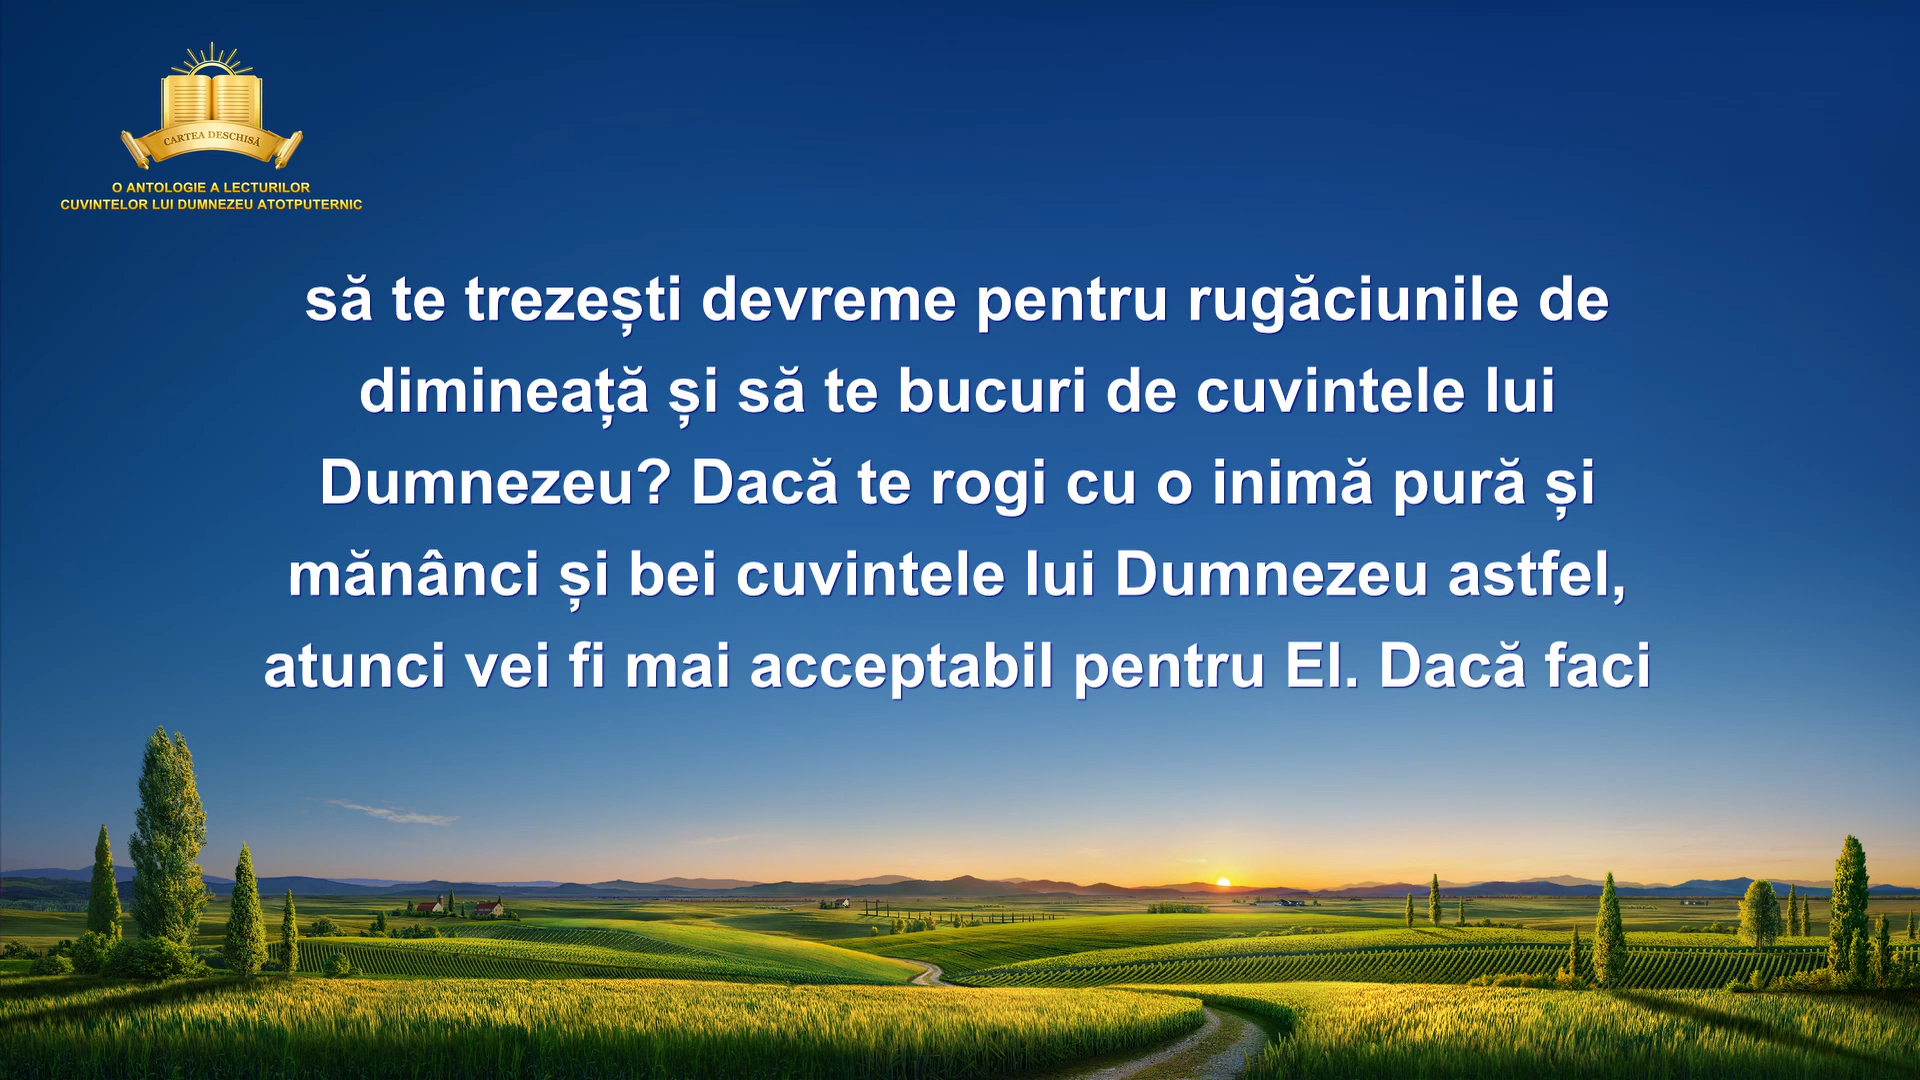 CARTEA DESCHISĂ
O ANTOLOGIE A LECTURILOR
CUVINTELOR LUI DUMNEZEU ATOTPUTERNIC
să te trezești devreme pentru rugăciunile de
dimineață și să te bucuri de cuvintele lui
Dumnezeu? Dacă te rogi cu o inimă pură și
mănânci și bei cuvintele lui Dumnezeu astfel,
atunci vei fi mai acceptabil pentru El. Dacă faci